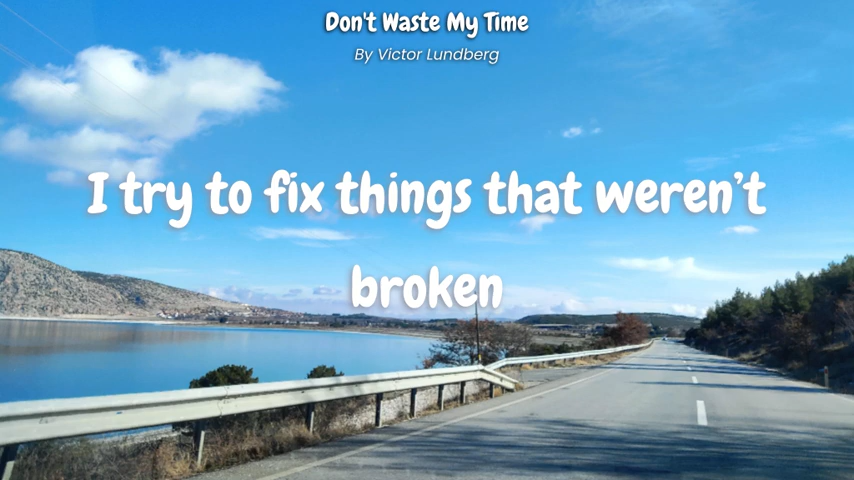 Don't Waste My Time
By Victor Lundberg
I try to fix things that weren’t
broken